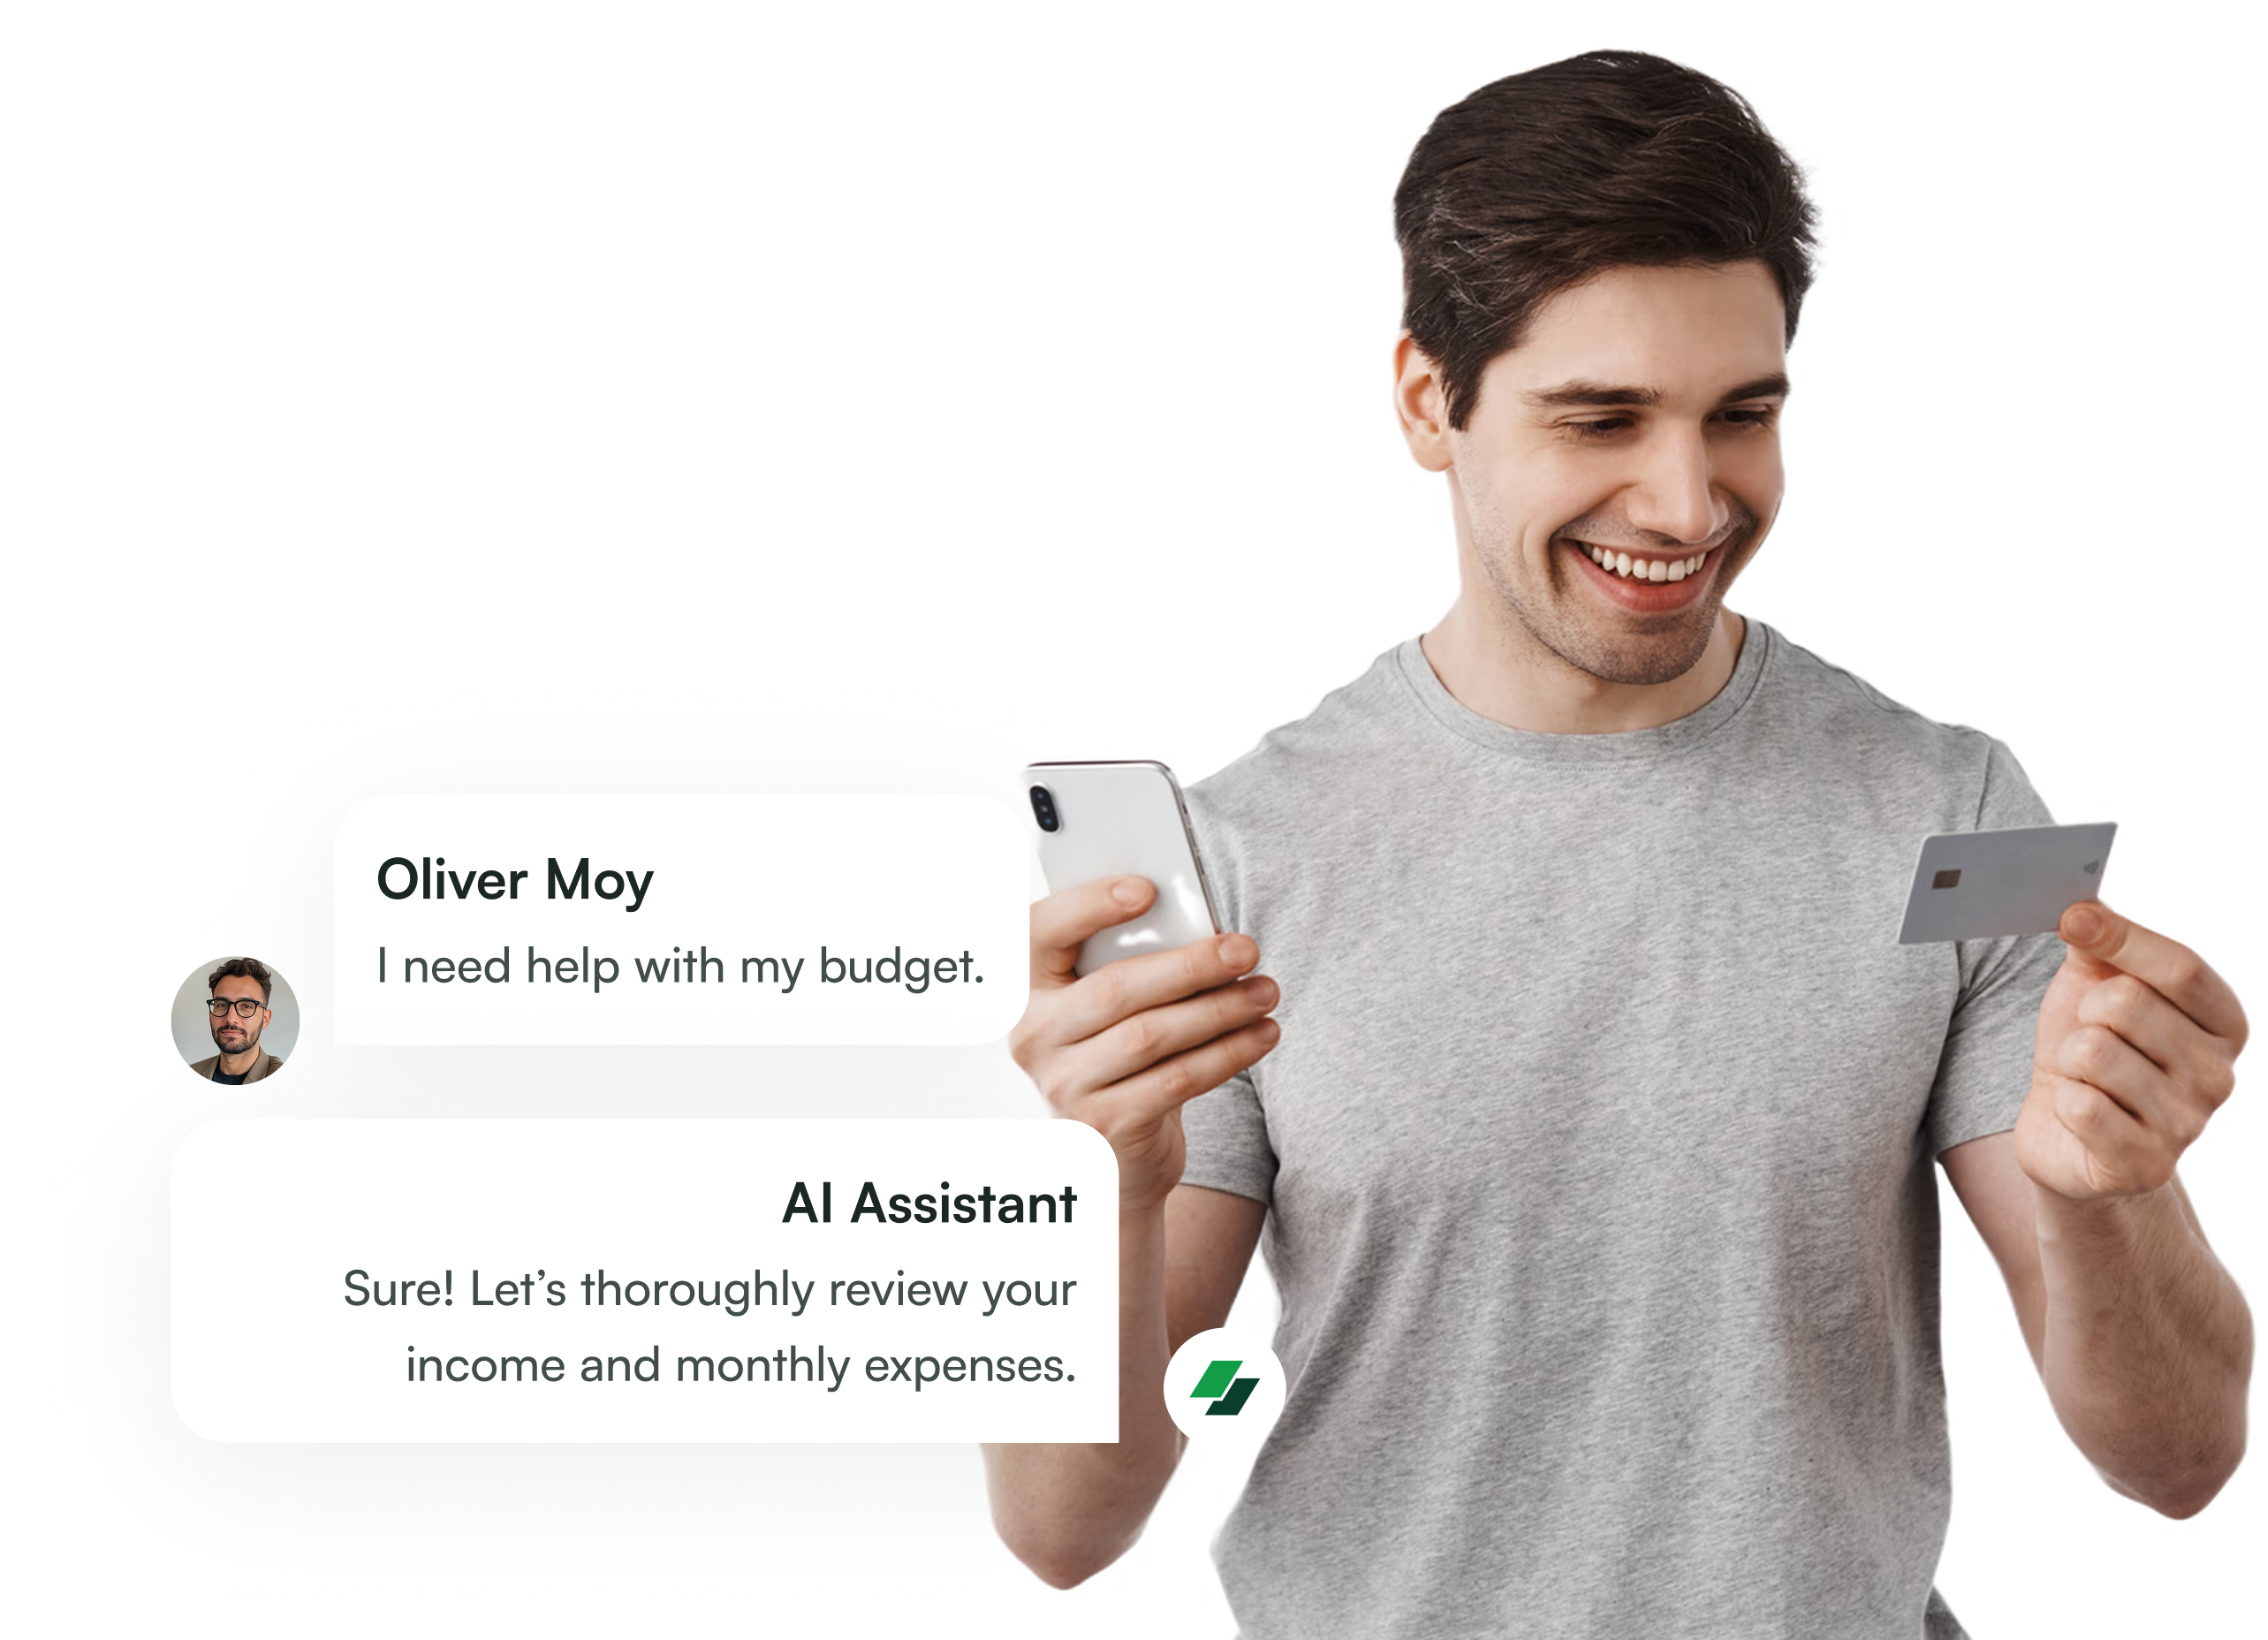 Oliver Moy
I need help with my budget.
AI Assistant
Sure! Let’s thoroughly review your
income and monthly expenses.